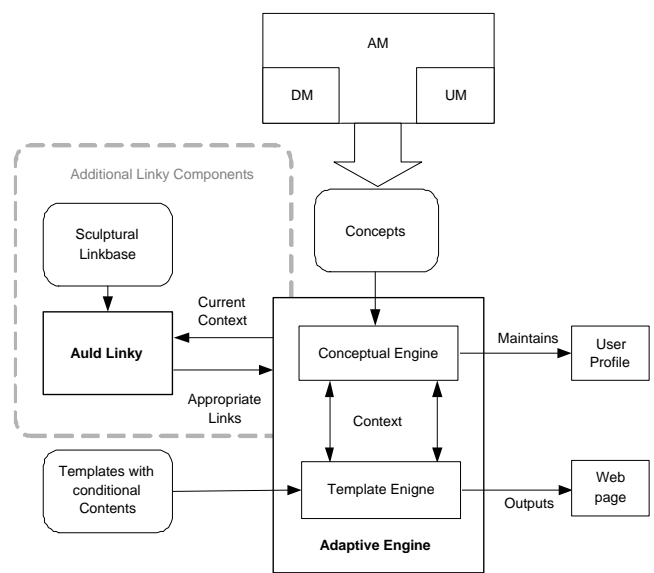 AM
DM
UM
Additional Linky Components
Sculptural
Linkbase
Concepts
Current
Context
Auld Linky
Conceptual Engine
Maintains
User
Profile
Appropriate
Links
Context
Templates with
conditional
Contents
Template Enigne
Outputs
Web
page
Adaptive Engine